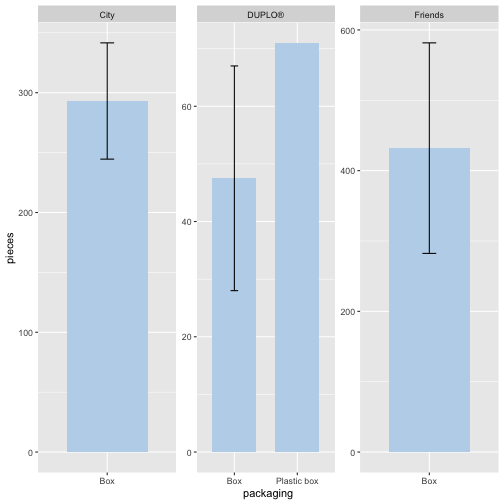 City
DUPLO®
Friends
pieces
300
200
100
0
60
40
20
0
600
400
200
0
Box
Box
Plastic box
Box
packaging